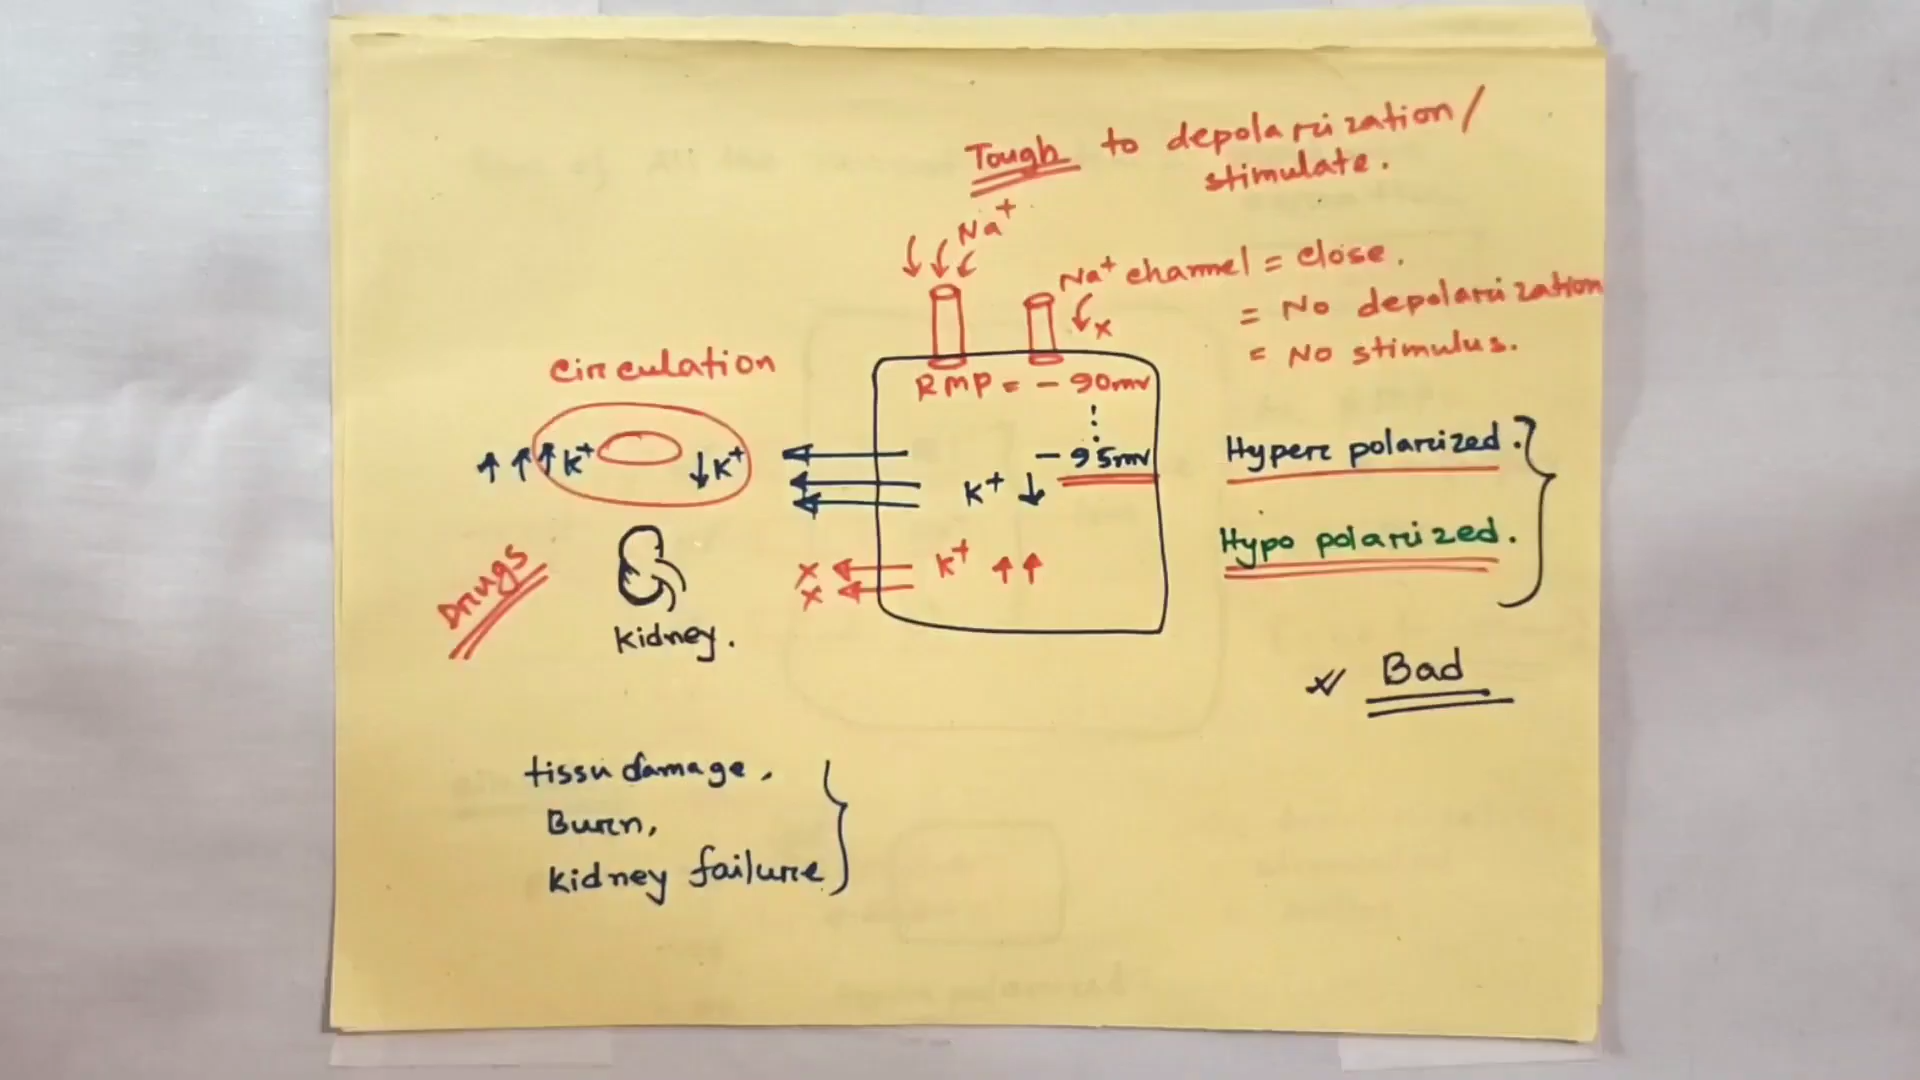 Tough to depolarization/
stimulate.
Na+
Na+ channel = close.
= No depolarization
= No stimulus.
circulation
RMP = - 90mv
- 95mv
↑ ↑ ↑ K+
↓ K+
K+ ↓
Hyper polarized.
K+ ↑↑
x
x
x
Hypo polarized.
Drugs
kidney.
Bad
tissu damage,
Burn,
kidney failure